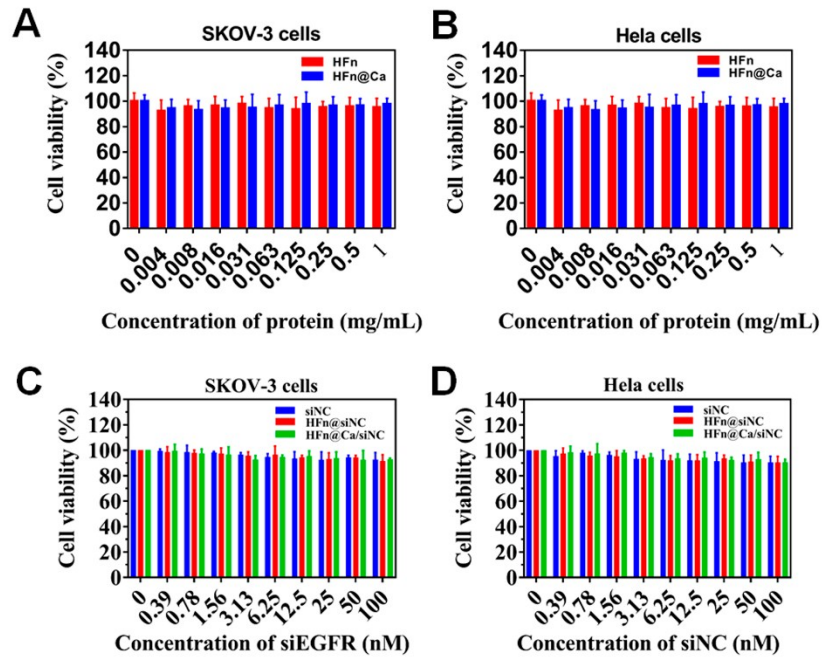 A
SKOV-3 cells
Cell viability (%)
140
120
100
80
60
40
20
0
HFn
HFn@Ca
0
0.004
0.008
0.016
0.031
0.063
0.125
0.25
0.5
1
Concentration of protein (mg/mL)
B
Hela cells
Cell viability (%)
140
120
100
80
60
40
20
0
HFn
HFn@Ca
0
0.004
0.008
0.016
0.031
0.063
0.125
0.25
0.5
1
Concentration of protein (mg/mL)
C
SKOV-3 cells
Cell viability (%)
140
120
100
80
60
40
20
0
siNC
HFn@siNC
HFn@Ca/siNC
0
0.39
0.78
1.56
3.13
6.25
12.5
25
50
100
Concentration of siEGFR (nM)
D
Hela cells
Cell viability (%)
140
120
100
80
60
40
20
0
siNC
HFn@siNC
HFn@Ca/siNC
0
0.39
0.78
1.56
3.13
6.25
12.5
25
50
100
Concentration of siNC (nM)